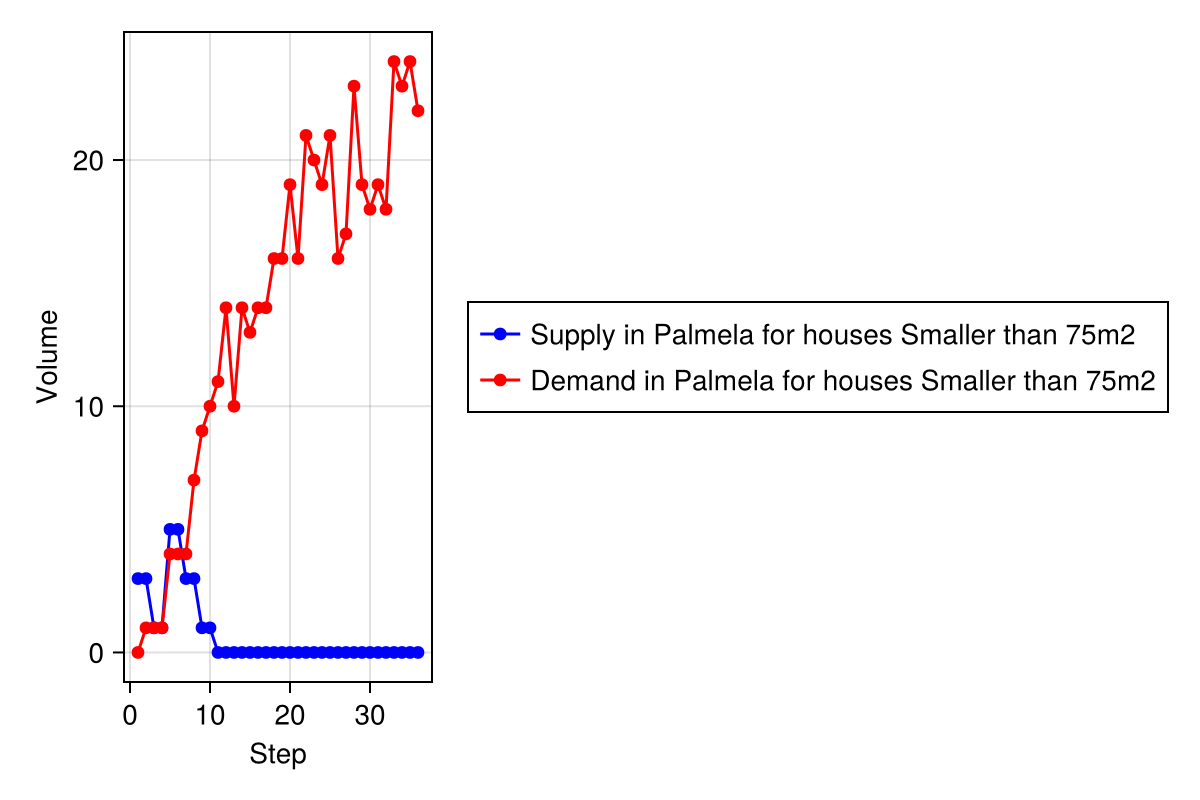 Volume
20
10
0
0 10 20 30
Step
Supply in Palmela for houses Smaller than 75m2
Demand in Palmela for houses Smaller than 75m2